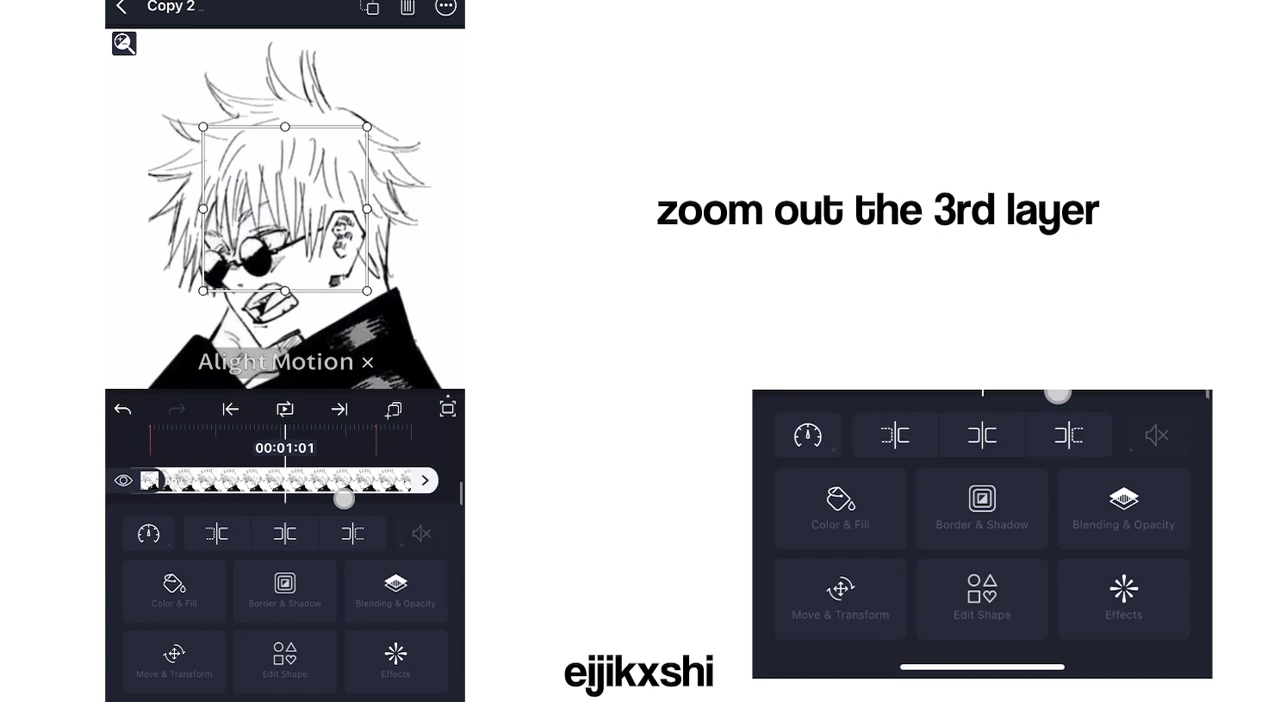 Copy 2
Alight Motion ×
00:01:01
Color & Fill
Border & Shadow
Blending & Opacity
Move & Transform
Edit Shape
Effects
zoom out the 3rd layer
Color & Fill
Border & Shadow
Blending & Opacity
Move & Transform
Edit Shape
Effects
eijikxshi